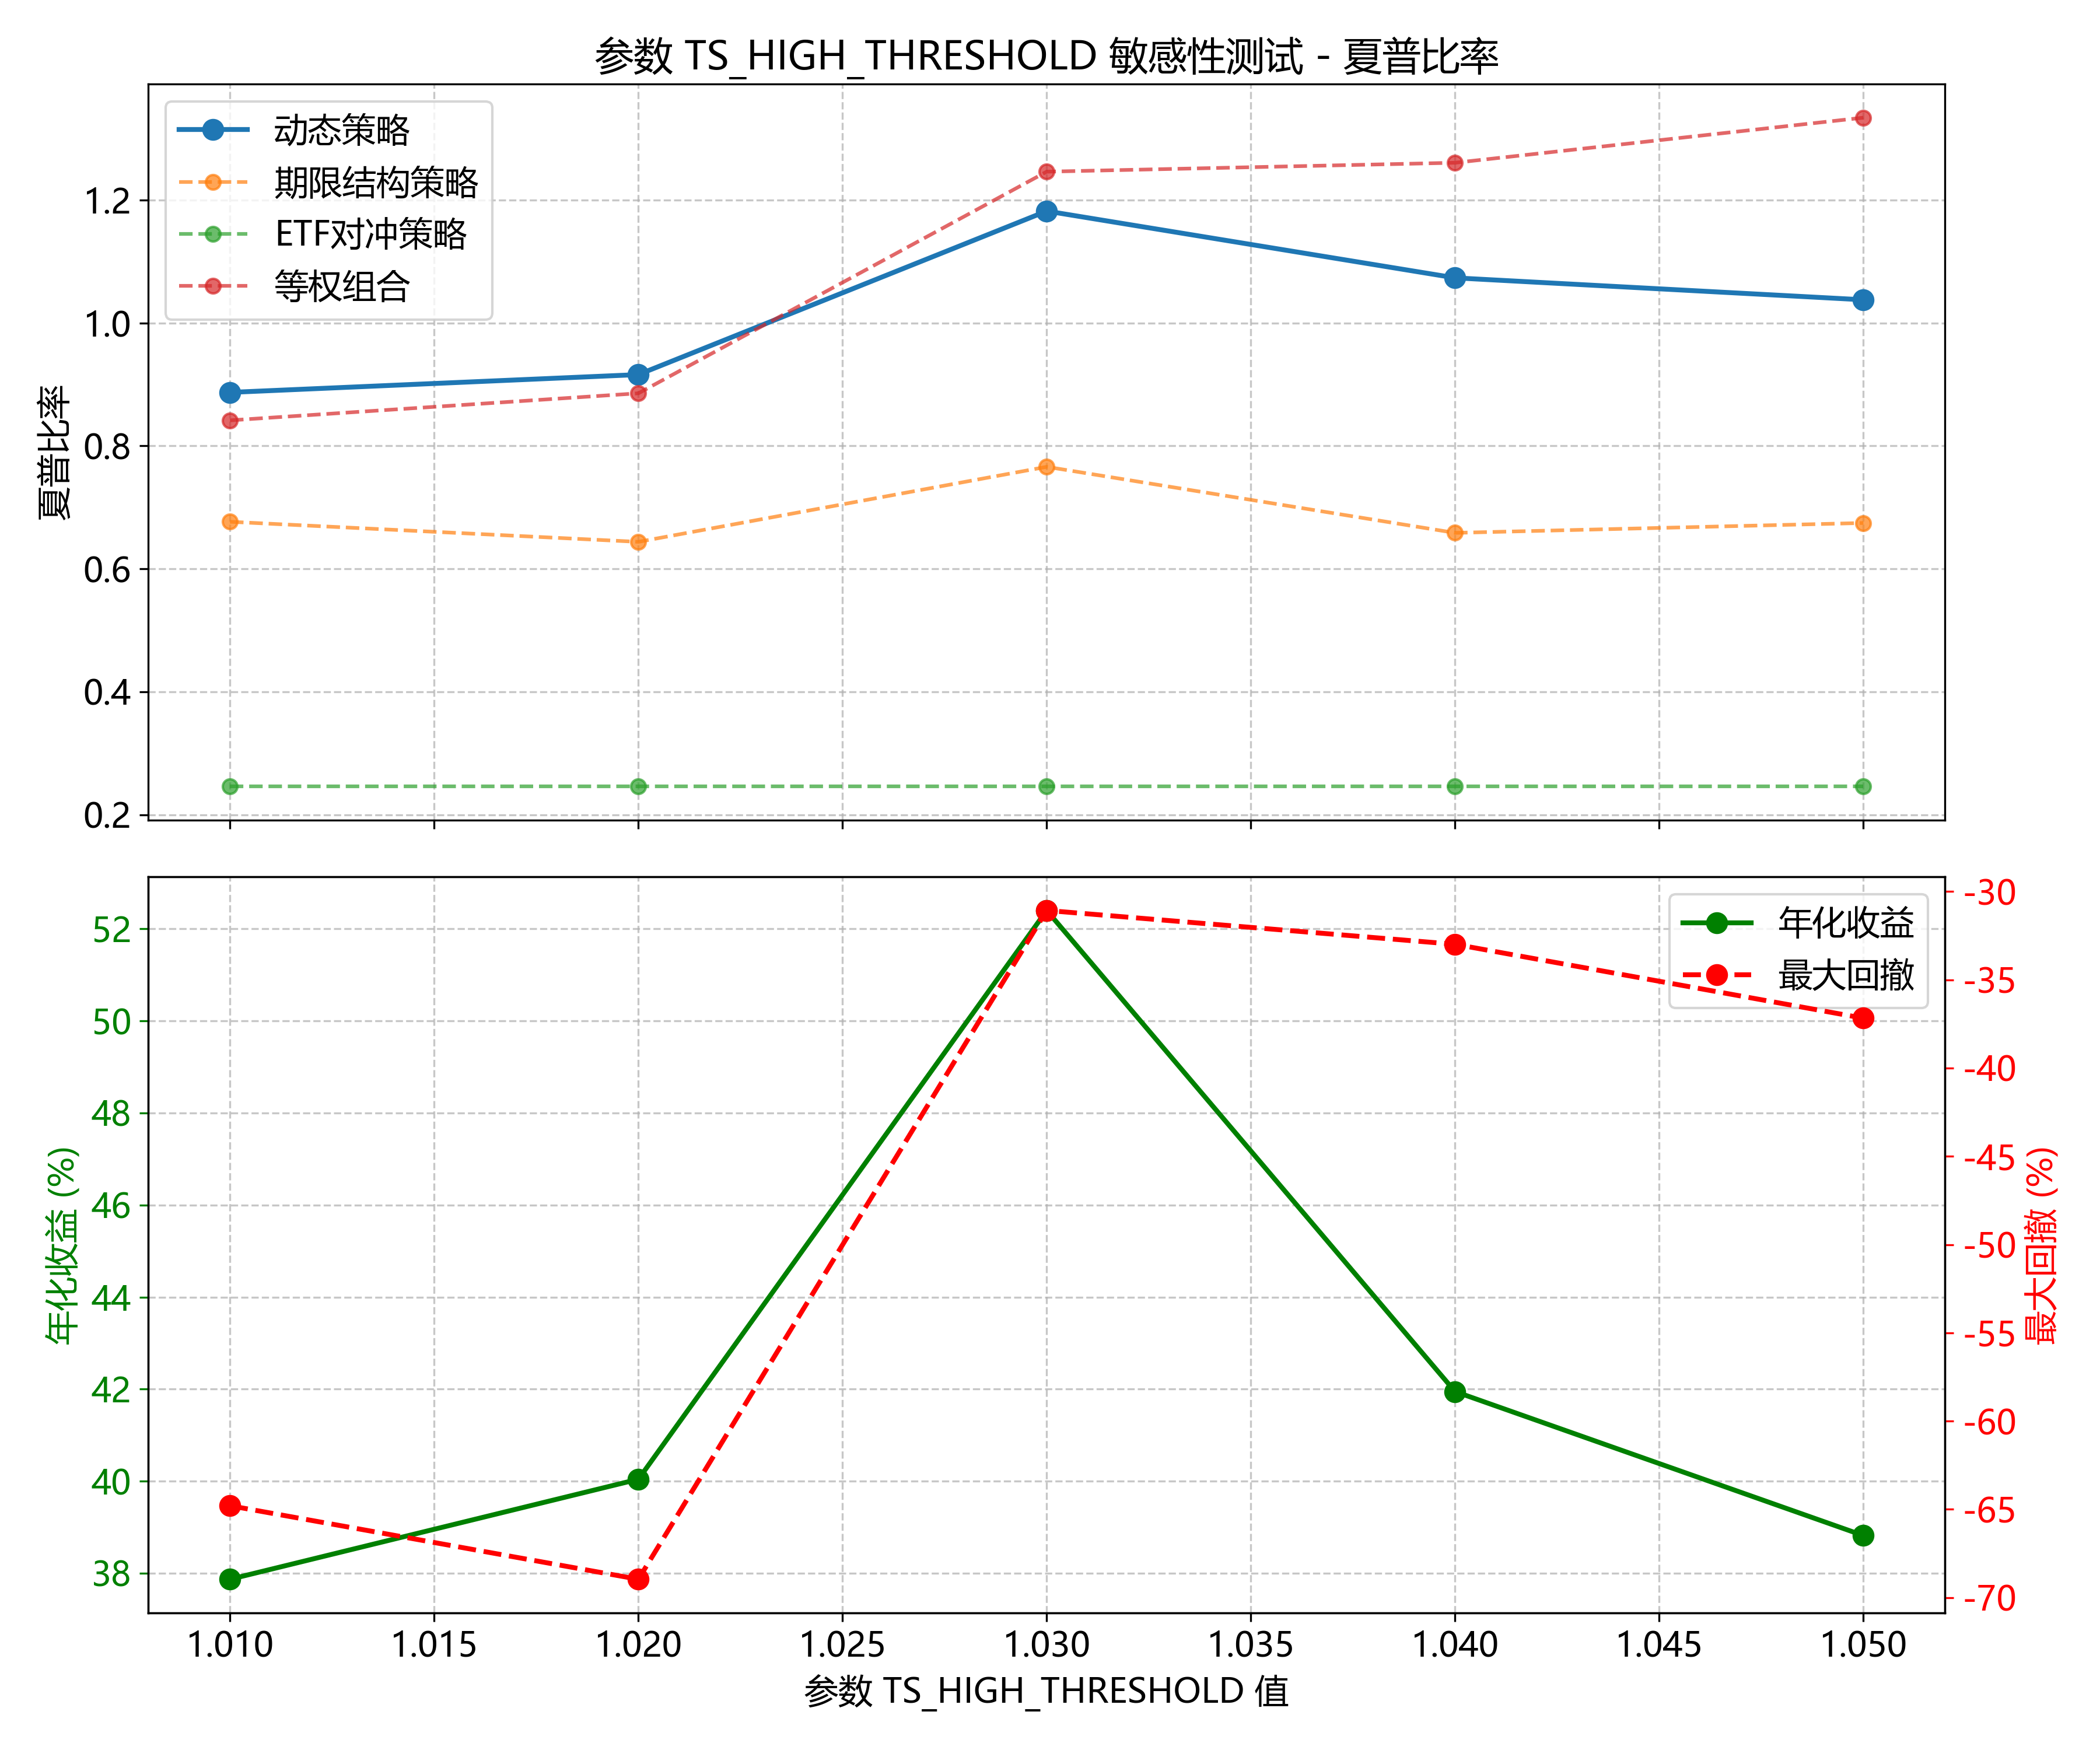 参数 TS_HIGH_THRESHOLD 敏感性测试 - 夏普比率
动态策略
期限结构策略
ETF对冲策略
等权组合
夏普比率
1.2
1.0
0.8
0.6
0.4
0.2
年化收益
最大回撤
年化收益 (%)
52
50
48
46
44
42
40
38
-30
-35
-40
-45
-50
-55
-60
-65
-70
最大回撤 (%)
1.010 1.015 1.020 1.025 1.030 1.035 1.040 1.045 1.050
参数 TS_HIGH_THRESHOLD 值